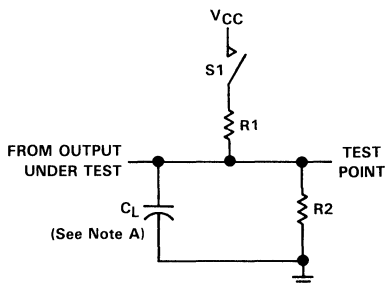 VCC
S1
R1
FROM OUTPUT
UNDER TEST
TEST
POINT
CL
(See Note A)
R2